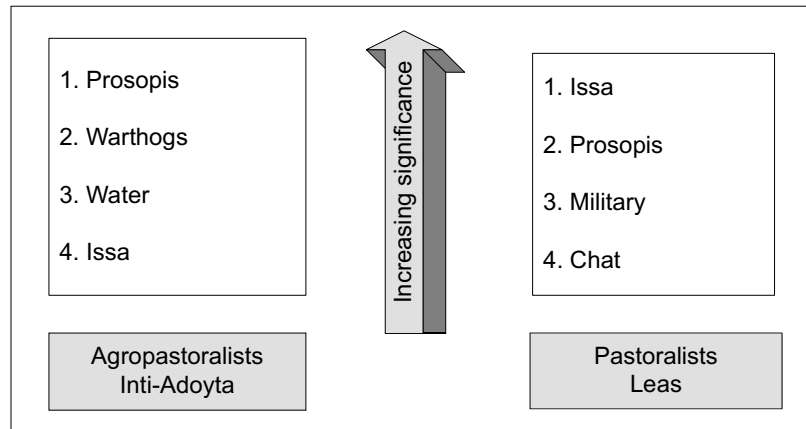 1. Prosopis
2. Warthogs
3. Water
4. Issa
Agropastoralists
Inti-Adoyta
Increasing significance
1. Issa
2. Prosopis
3. Military
4. Chat
Pastoralists
Leas